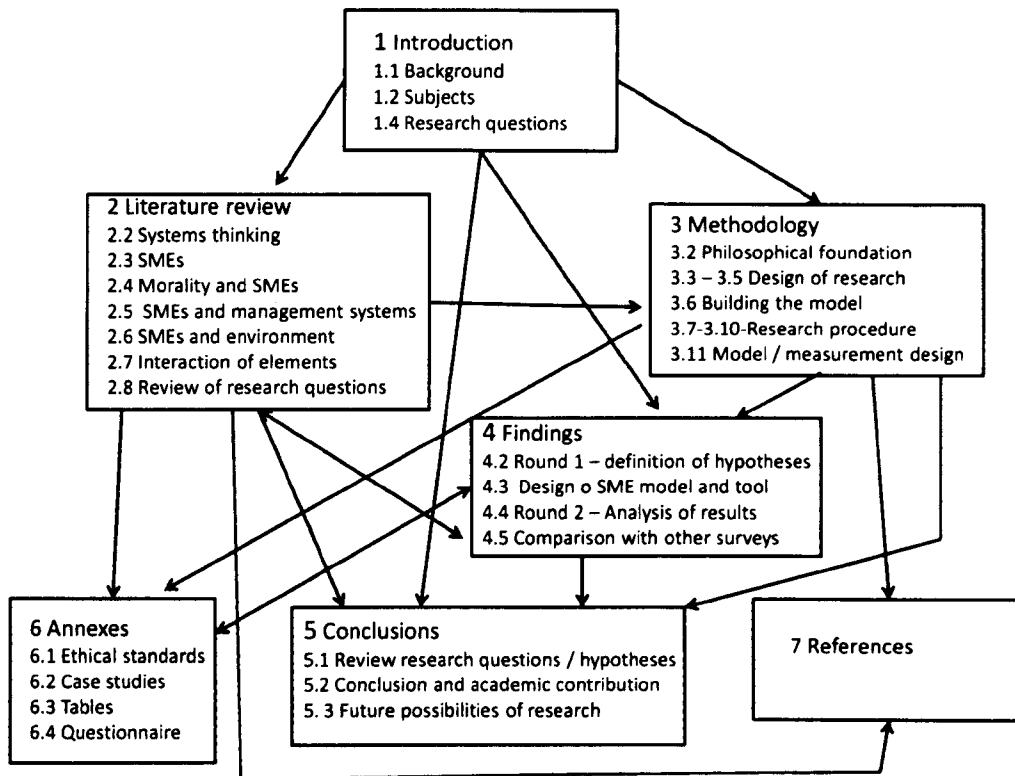 1 Introduction
1.1 Background
1.2 Subjects
1.4 Research questions
2 Literature review
2.2 Systems thinking
2.3 SMEs
2.4 Morality and SMEs
2.5 SMEs and management systems
2.6 SMEs and environment
2.7 Interaction of elements
2.8 Review of research questions
3 Methodology
3.2 Philosophical foundation
3.3 – 3.5 Design of research
3.6 Building the model
3.7-3.10-Research procedure
3.11 Model / measurement design
4 Findings
4.2 Round 1 – definition of hypotheses
4.3 Design o SME model and tool
4.4 Round 2 – Analysis of results
4.5 Comparison with other surveys
6 Annexes
6.1 Ethical standards
6.2 Case studies
6.3 Tables
6.4 Questionnaire
5 Conclusions
5.1 Review research questions / hypotheses
5.2 Conclusion and academic contribution
5. 3 Future possibilities of research
7 References